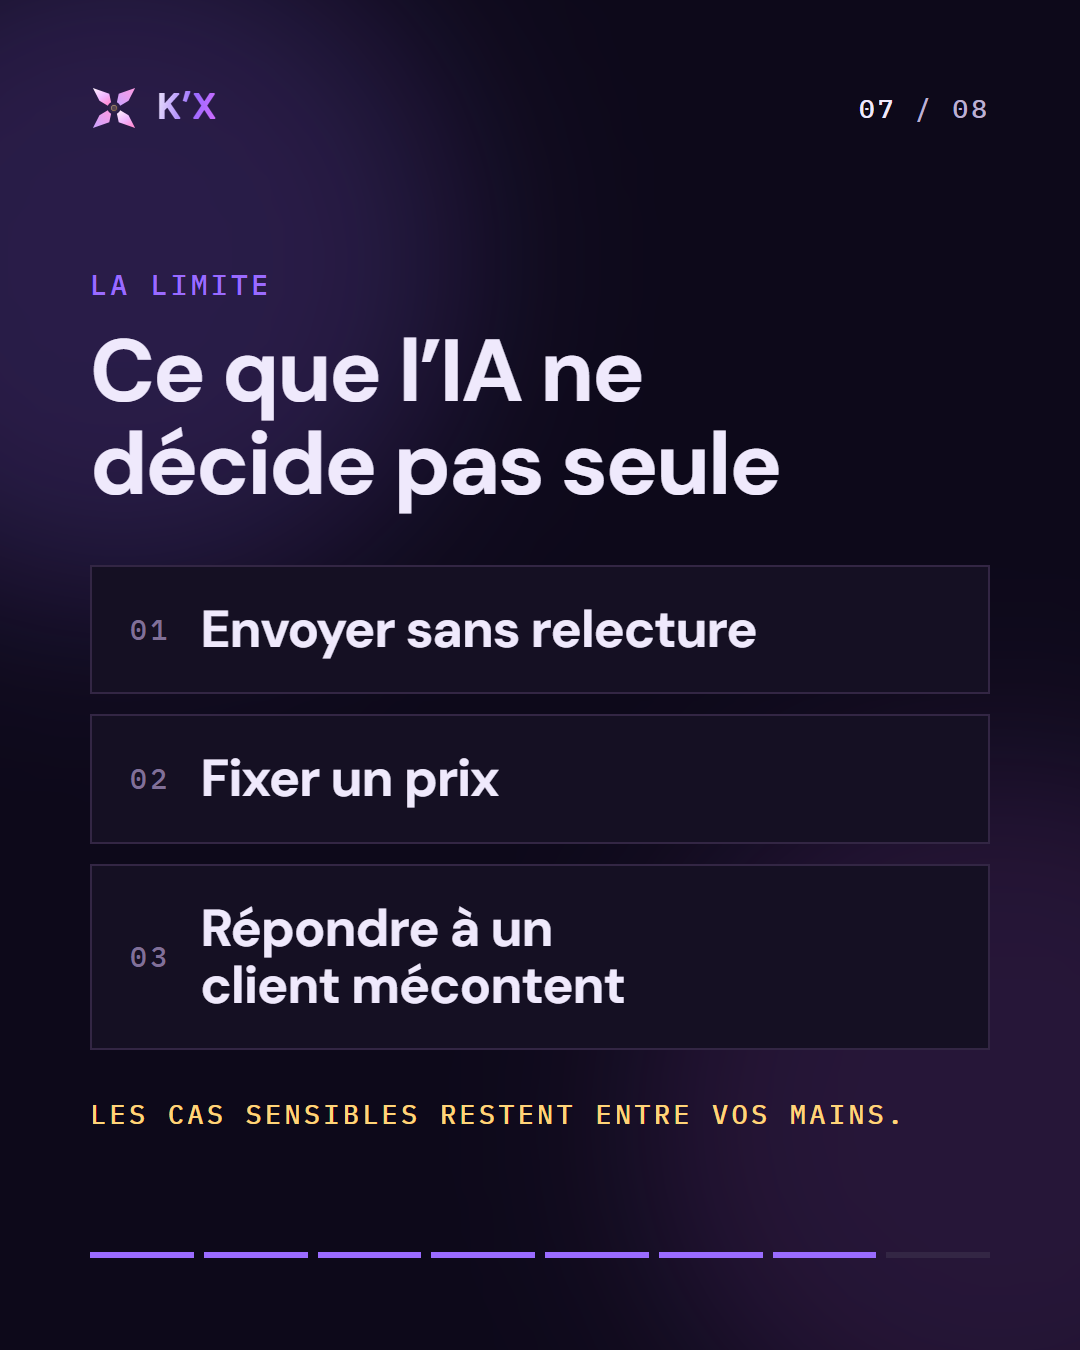 K’X
07 / 08
LA LIMITE
Ce que l’IA ne
décide pas seule
01 Envoyer sans relecture
02 Fixer un prix
03 Répondre à un
client mécontent
LES CAS SENSIBLES RESTENT ENTRE VOS MAINS.